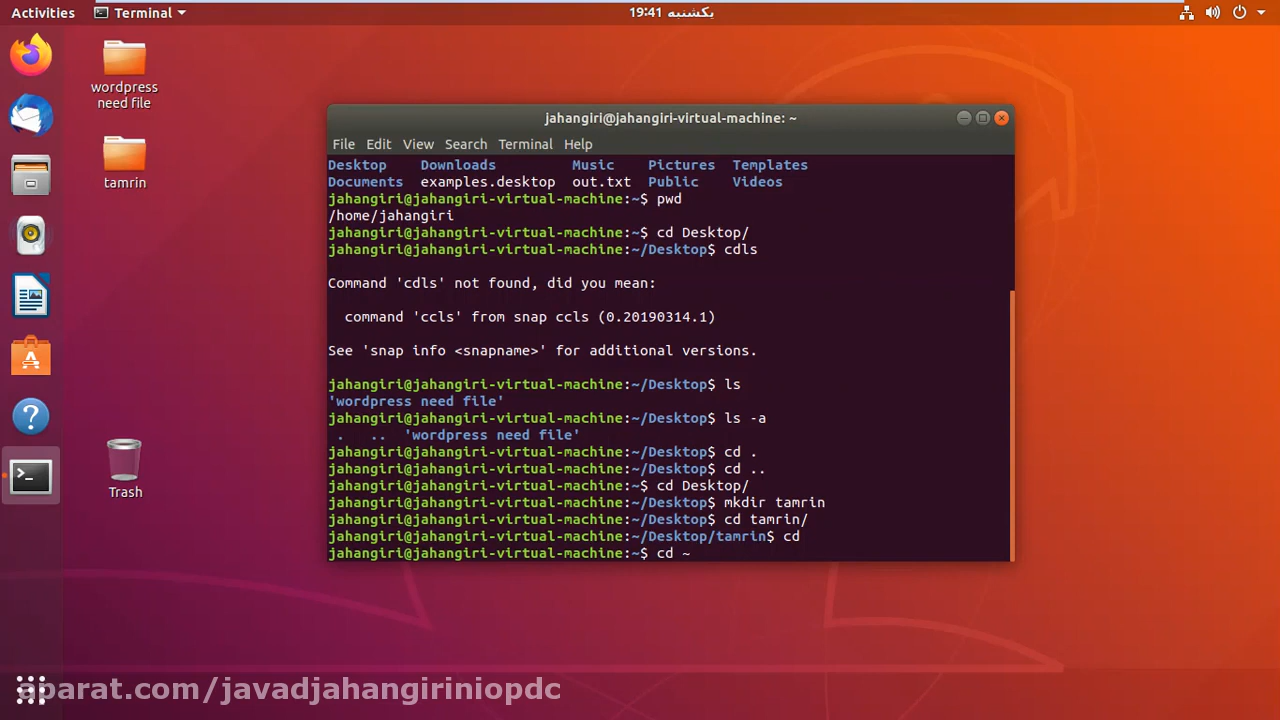 Activities Terminal 19:41 یکشنبه
wordpress
need file
tamrin
Trash
jahangiri@jahangiri-virtual-machine: ~
File Edit View Search Terminal Help
Desktop Downloads Music Pictures Templates
Documents examples.desktop out.txt Public Videos
jahangiri@jahangiri-virtual-machine:~$ pwd
/home/jahangiri
jahangiri@jahangiri-virtual-machine:~$ cd Desktop/
jahangiri@jahangiri-virtual-machine:~/Desktop$ cdls
Command 'cdls' not found, did you mean:
command 'ccls' from snap ccls (0.20190314.1)
See 'snap info <snapname>' for additional versions.
jahangiri@jahangiri-virtual-machine:~/Desktop$ ls
'wordpress need file'
jahangiri@jahangiri-virtual-machine:~/Desktop$ ls -a
. .. 'wordpress need file'
jahangiri@jahangiri-virtual-machine:~/Desktop$ cd .
jahangiri@jahangiri-virtual-machine:~/Desktop$ cd ..
jahangiri@jahangiri-virtual-machine:~$ cd Desktop/
jahangiri@jahangiri-virtual-machine:~/Desktop$ mkdir tamrin
jahangiri@jahangiri-virtual-machine:~/Desktop$ cd tamrin/
jahangiri@jahangiri-virtual-machine:~/Desktop/tamrin$ cd
jahangiri@jahangiri-virtual-machine:~$ cd ~
aparat.com/javadjahangiriniopdc